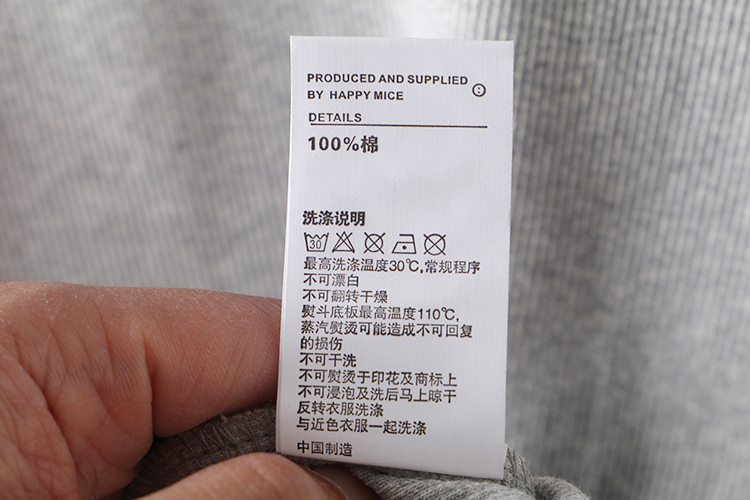 PRODUCED AND SUPPLIED
BY HAPPY MICE
DETAILS
100%棉
洗涤说明
30
最高洗涤温度30℃,常规程序
不可漂白
不可翻转干燥
熨斗底板最高温度110℃,
蒸汽熨烫可能造成不可回复
的损伤
不可干洗
不可熨烫于印花及商标上
不可浸泡及洗后马上晾干
反转衣服洗涤
与近色衣服一起洗涤
中国制造